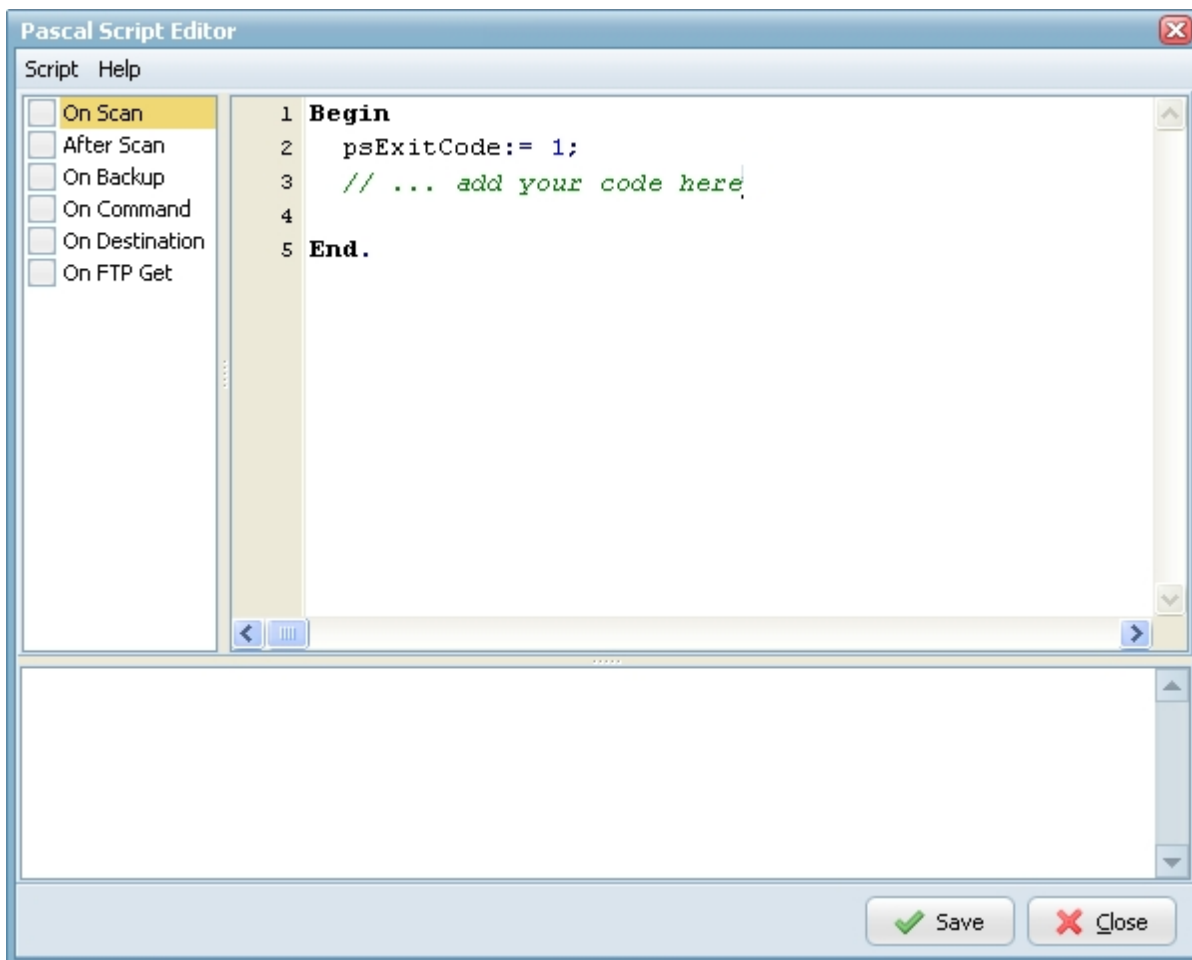 Pascal Script Editor
Script Help
On Scan
After Scan
On Backup
On Command
On Destination
On FTP Get
1 Begin
2 psExitCode:= 1;
3 // ... add your code here
4
5 End.
Save
Close